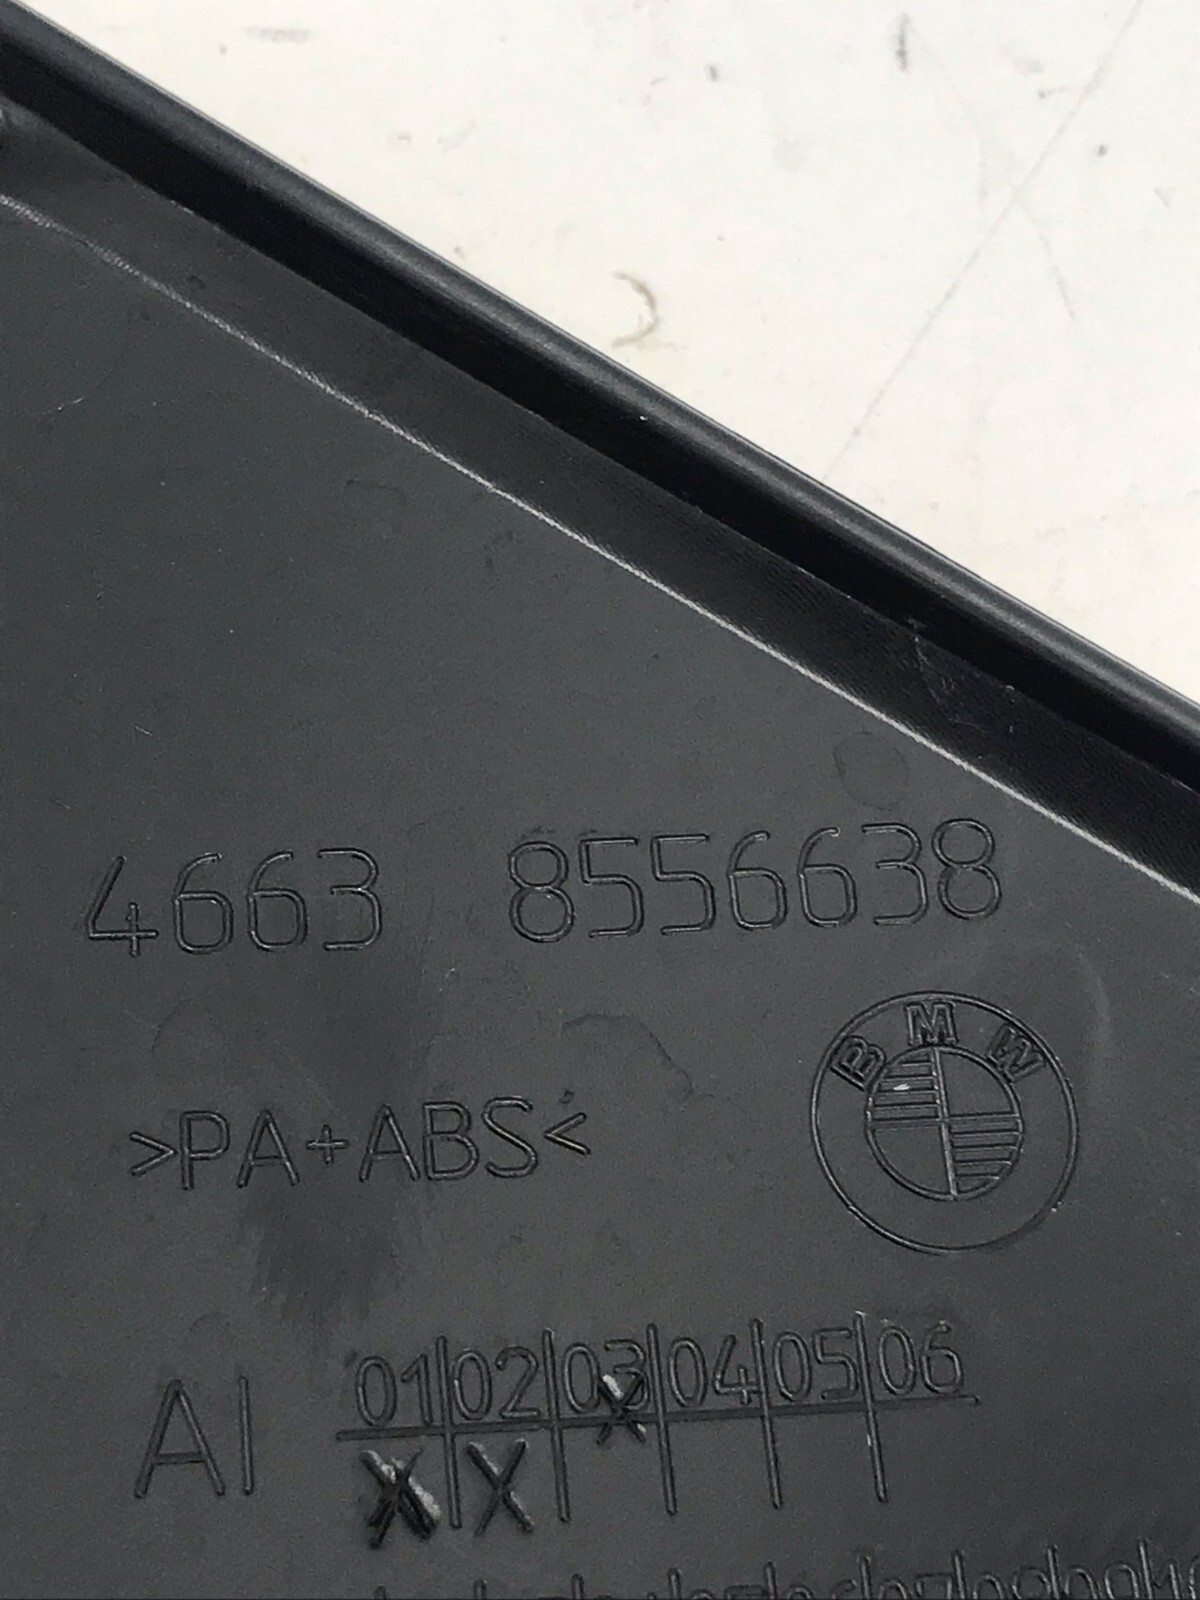 4663 8556638
BMW
>PA+ABS<
AI 01 02 03 04 05 06
X X X